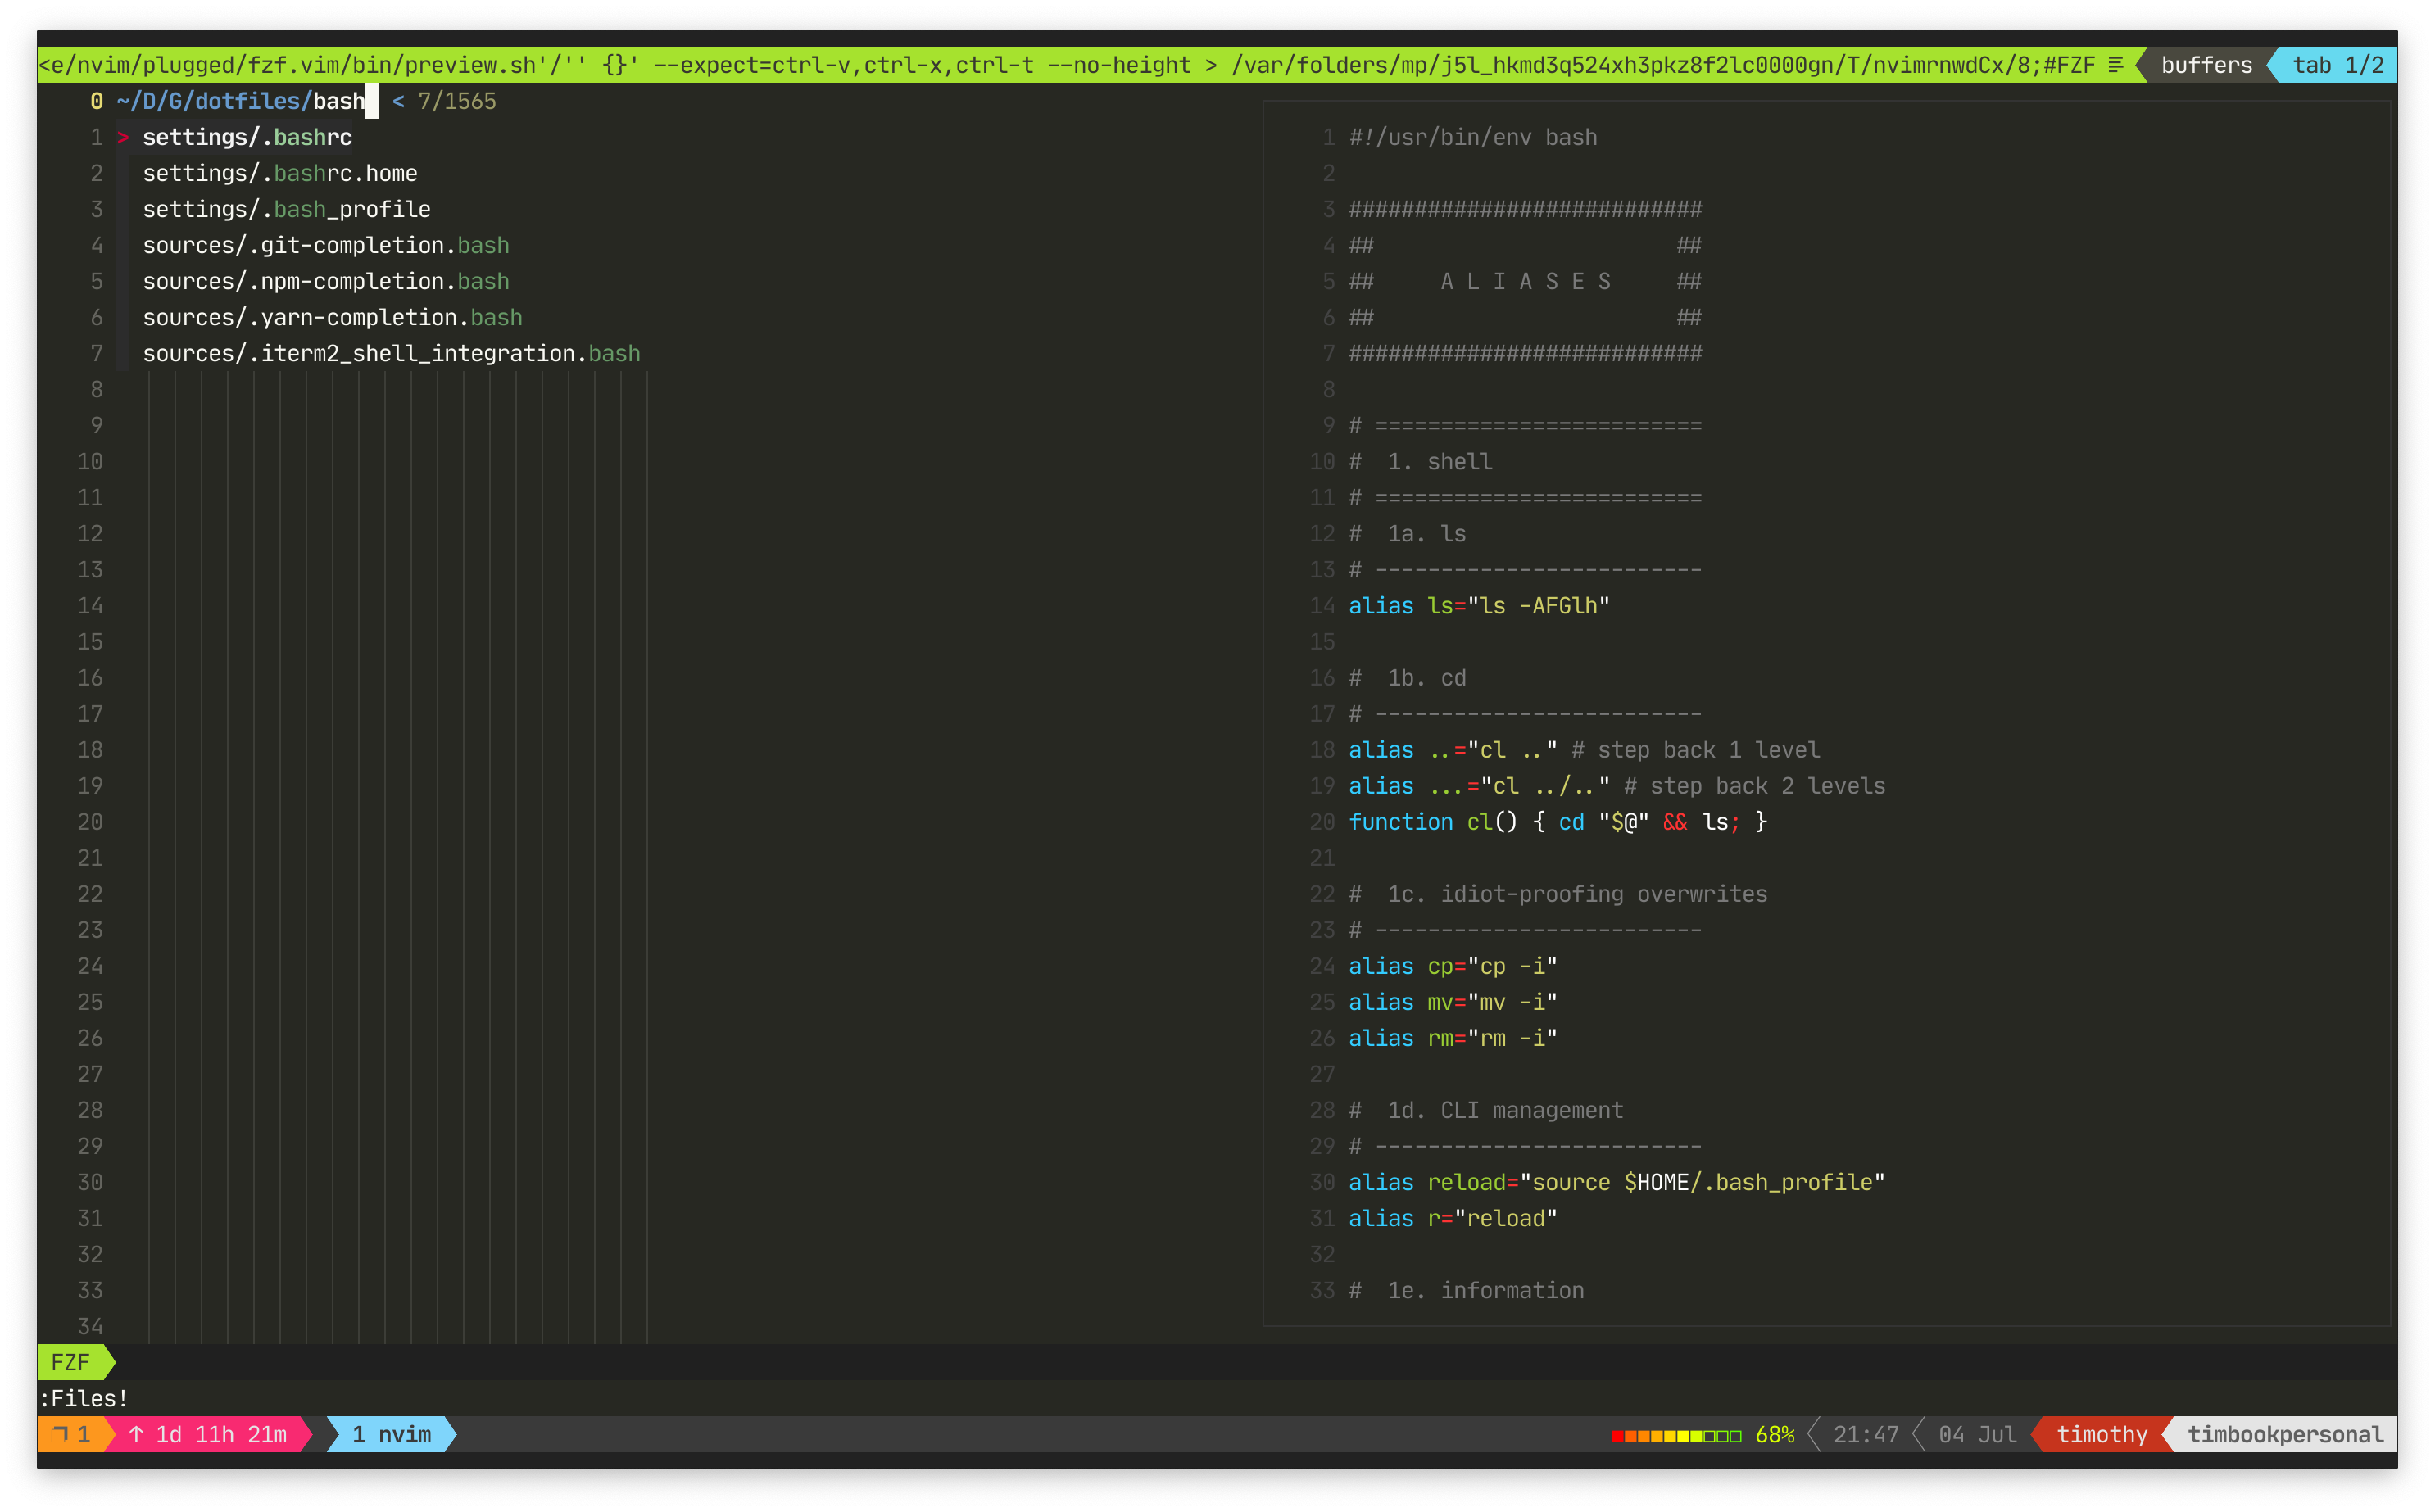 <e/nvim/plugged/fzf.vim/bin/preview.sh'/'' {}' --expect=ctrl-v,ctrl-x,ctrl-t --no-height > /var/folders/mp/j5l_hkmd3q524xh3pkz8f2lc0000gn/T/nvimrnwdCx/8;#FZF ☰ buffers tab 1/2
0 ~/D/G/dotfiles/bash < 7/1565
1 > settings/.bashrc
2 settings/.bashrc.home
3 settings/.bash_profile
4 sources/.git-completion.bash
5 sources/.npm-completion.bash
6 sources/.yarn-completion.bash
7 sources/.iterm2_shell_integration.bash
8
9
10
11
12
13
14
15
16
17
18
19
20
21
22
23
24
25
26
27
28
29
30
31
32
33
34
1 #!/usr/bin/env bash
2
3 ###########################
4 ##                       ##
5 ##     A L I A S E S     ##
6 ##                       ##
7 ###########################
8
9 # =========================
10 #  1. shell
11 # =========================
12 #  1a. ls
13 # -------------------------
14 alias ls="ls -AFGlh"
15
16 #  1b. cd
17 # -------------------------
18 alias ..="cl .." # step back 1 level
19 alias ...="cl ../.." # step back 2 levels
20 function cl() { cd "$@" && ls; }
21
22 #  1c. idiot-proofing overwrites
23 # -------------------------
24 alias cp="cp -i"
25 alias mv="mv -i"
26 alias rm="rm -i"
27
28 #  1d. CLI management
29 # -------------------------
30 alias reload="source $HOME/.bash_profile"
31 alias r="reload"
32
33 #  1e. information
FZF
:Files!
❐ 1 ↑ 1d 11h 21m 1 nvim 68% 21:47 04 Jul timothy timbookpersonal